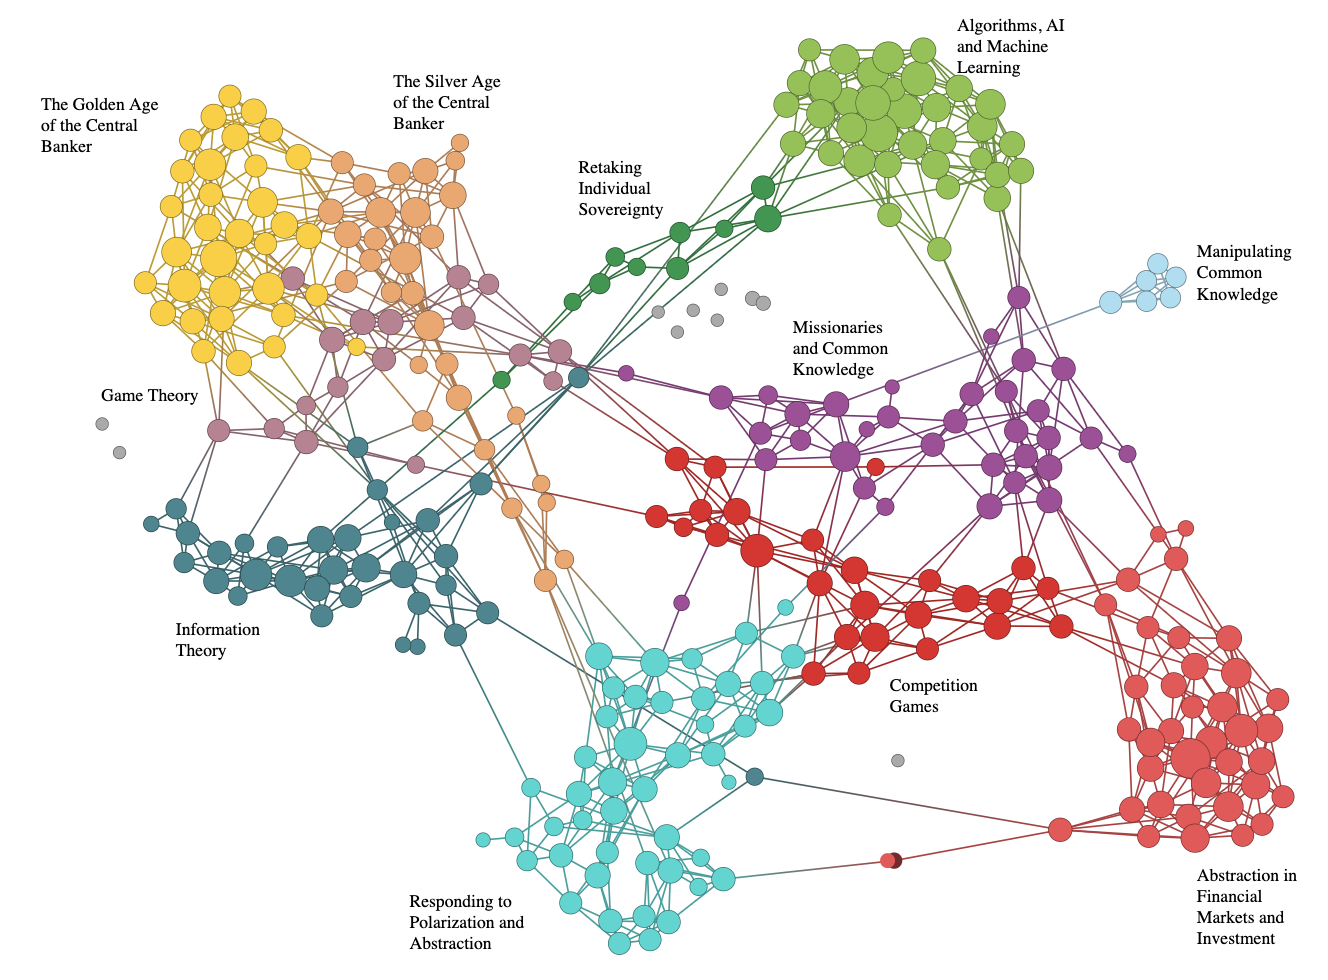 Algorithms, AI
and Machine
Learning
The Silver Age
of the Central
Banker
The Golden Age
of the Central
Banker
Retaking
Individual
Sovereignty
Manipulating
Common
Knowledge
Missionaries
and Common
Knowledge
Game Theory
Information
Theory
Competition
Games
Abstraction in
Financial
Markets and
Investment
Responding to
Polarization and
Abstraction